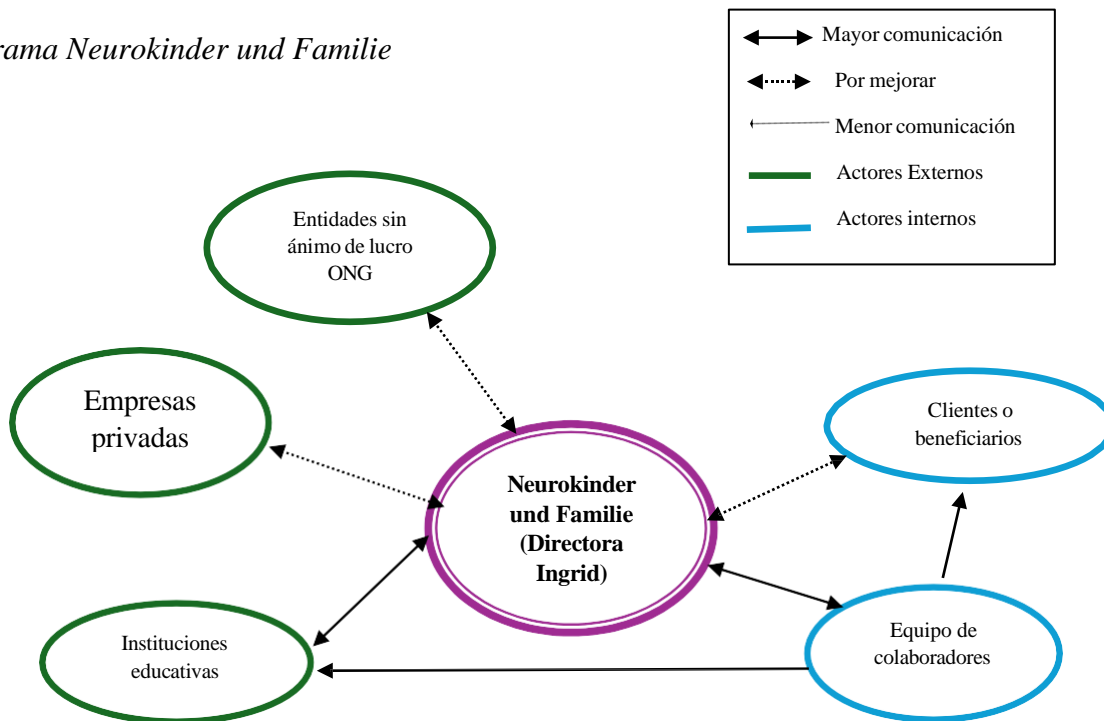 rama Neurokinder und Familie
Mayor comunicación
Por mejorar
Menor comunicación
Actores Externos
Actores internos
Entidades sin
ánimo de lucro
ONG
Empresas
privadas
Clientes o
beneficiarios
Neurokinder
und Familie
(Directora
Ingrid)
Instituciones
educativas
Equipo de
colaboradores